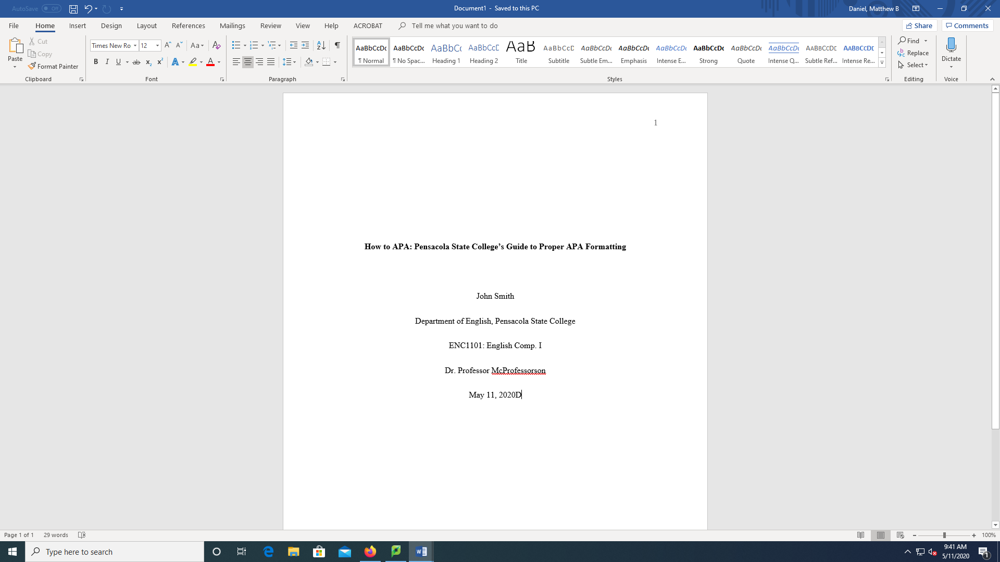 AutoSave Off Document1 - Saved to this PC Daniel, Matthew B
File Home Insert Design Layout References Mailings Review View Help ACROBAT Tell me what you want to do Share Comments
Paste
Cut
Copy
Format Painter
Clipboard
Times New Ro 12
Font
Paragraph
AaBbCcDc AaBbCcDc AaBbCc AaBbCcD AaB AaBbCcD AaBbCcDc AaBbCcDc AaBbCcDc AaBbCcDc AaBbCcDc AaBbCcDc AaBbCcDd AaBbCcDd
¶ Normal ¶ No Spac... Heading 1 Heading 2 Title Subtitle Subtle Em... Emphasis Intense E... Strong Quote Intense Q... Subtle Ref... Intense Re...
Styles
Find
Replace
Select
Editing
Dictate
Voice
1
How to APA: Pensacola State College’s Guide to Proper APA Formatting
John Smith
Department of English, Pensacola State College
ENC1101: English Comp. I
Dr. Professor McProfessorson
May 11, 2020D
Page 1 of 1 29 words 100%
Type here to search
9:41 AM
5/11/2020
1